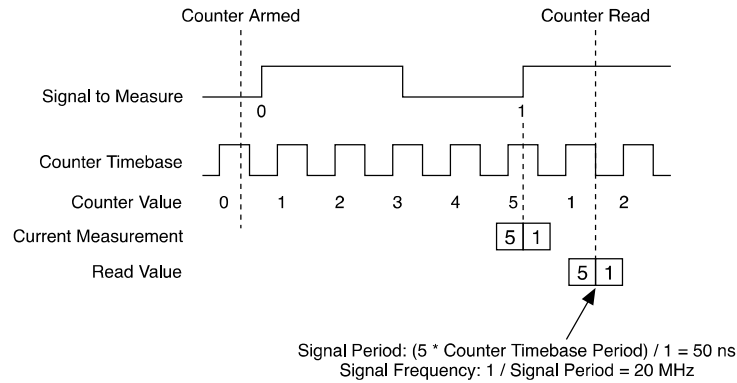 Counter Armed Counter Read
Signal to Measure
0 1
Counter Timebase
Counter Value 0 1 2 3 4 5 1 2
Current Measurement 5 1
Read Value 5 1
Signal Period: (5 * Counter Timebase Period) / 1 = 50 ns
Signal Frequency: 1 / Signal Period = 20 MHz